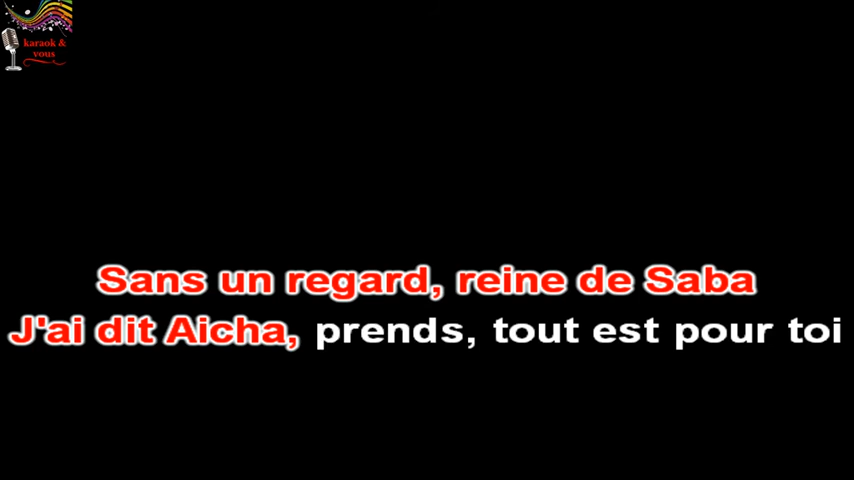 karaok &
vous
Sans un regard, reine de Saba
J'ai dit Aicha, prends, tout est pour toi